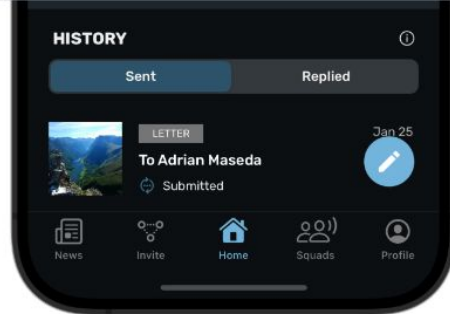 HISTORY
Sent Replied
LETTER Jan 25
To Adrian Maseda
Submitted
News Invite Home Squads Profile